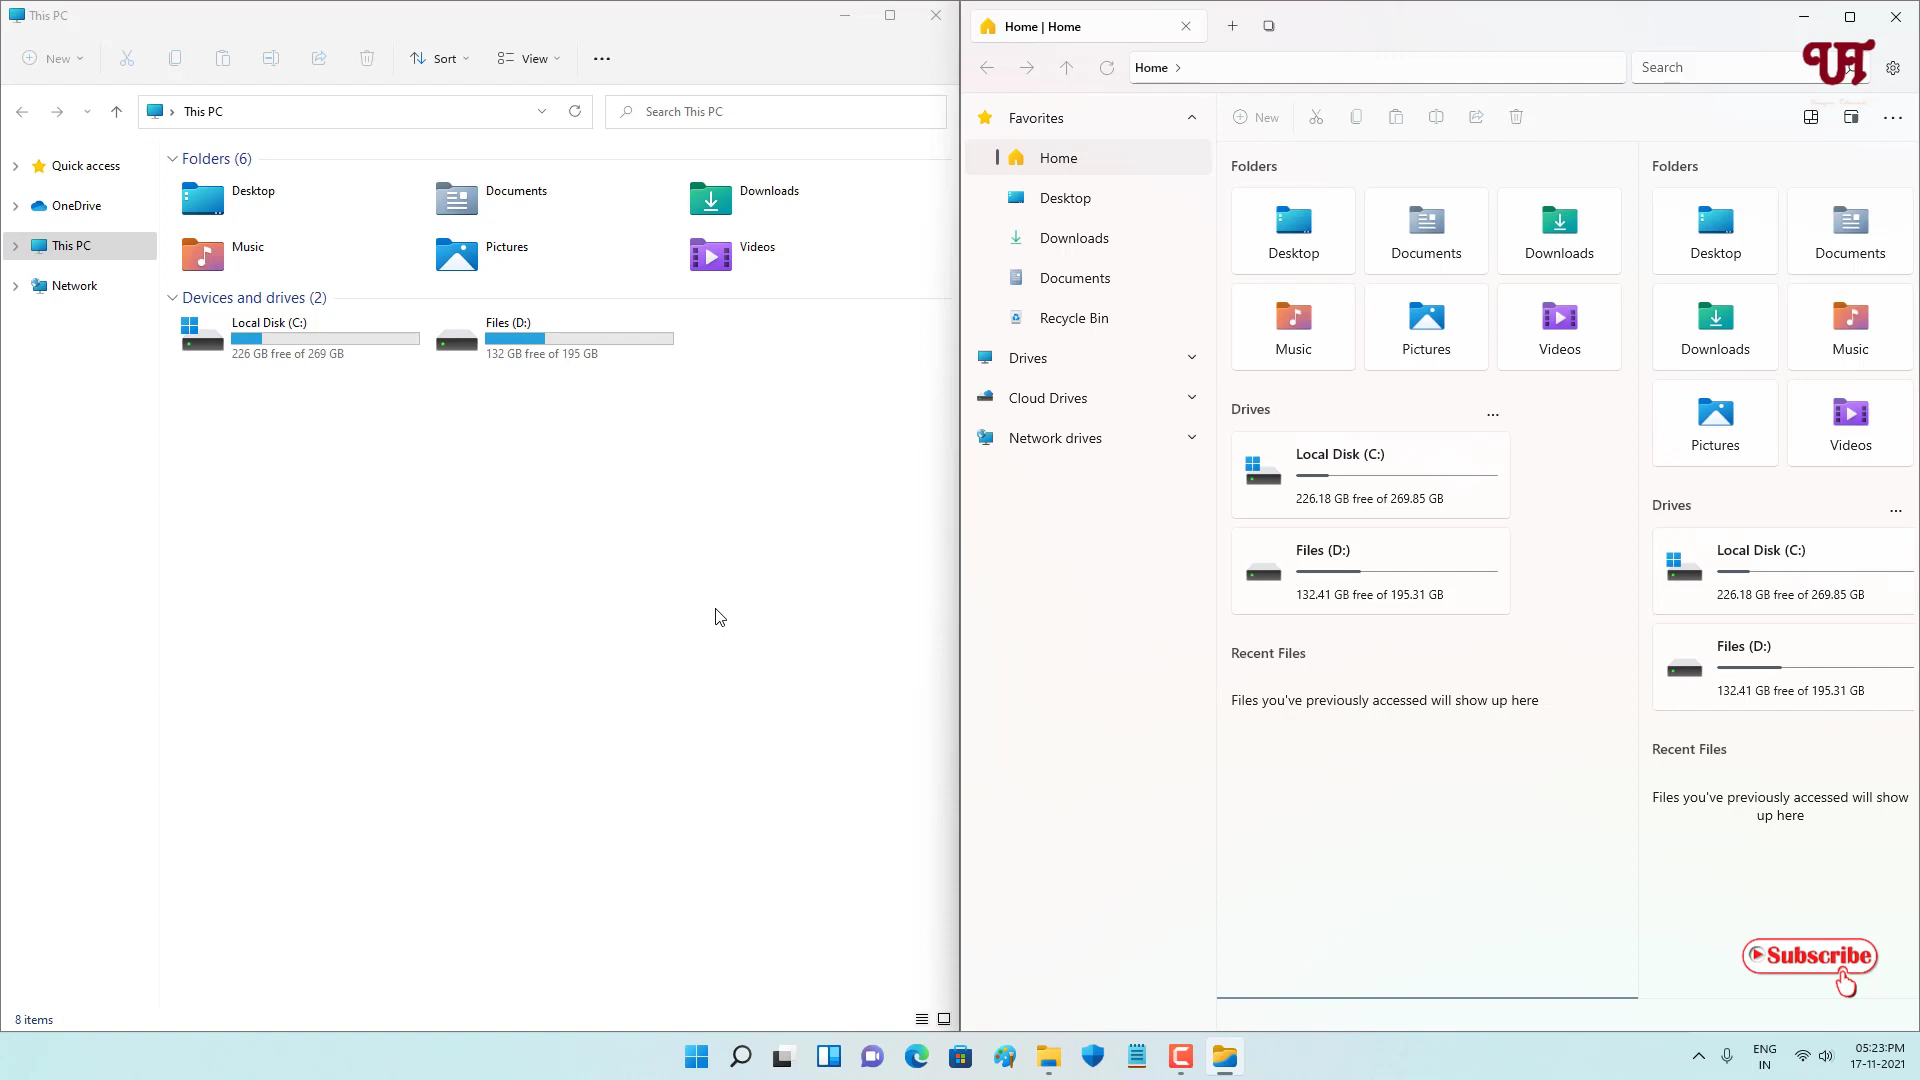 This PC
New
Sort
View
This PC
Search This PC
Quick access
OneDrive
This PC
Network
Folders (6)
Desktop
Documents
Downloads
Music
Pictures
Videos
Devices and drives (2)
Local Disk (C:)
226 GB free of 269 GB
Files (D:)
132 GB free of 195 GB
8 items
Home | Home
Home
Search
Favorites
Home
Desktop
Downloads
Documents
Recycle Bin
Drives
Cloud Drives
Network drives
New
Folders
Desktop
Documents
Downloads
Music
Pictures
Videos
Drives
Local Disk (C:)
226.18 GB free of 269.85 GB
Files (D:)
132.41 GB free of 195.31 GB
Recent Files
Files you've previously accessed will show up here
Folders
Desktop
Documents
Downloads
Music
Pictures
Videos
Drives
Local Disk (C:)
226.18 GB free of 269.85 GB
Files (D:)
132.41 GB free of 195.31 GB
Recent Files
Files you've previously accessed will show
up here
Subscribe
ENG
IN
05:23:PM
17-11-2021